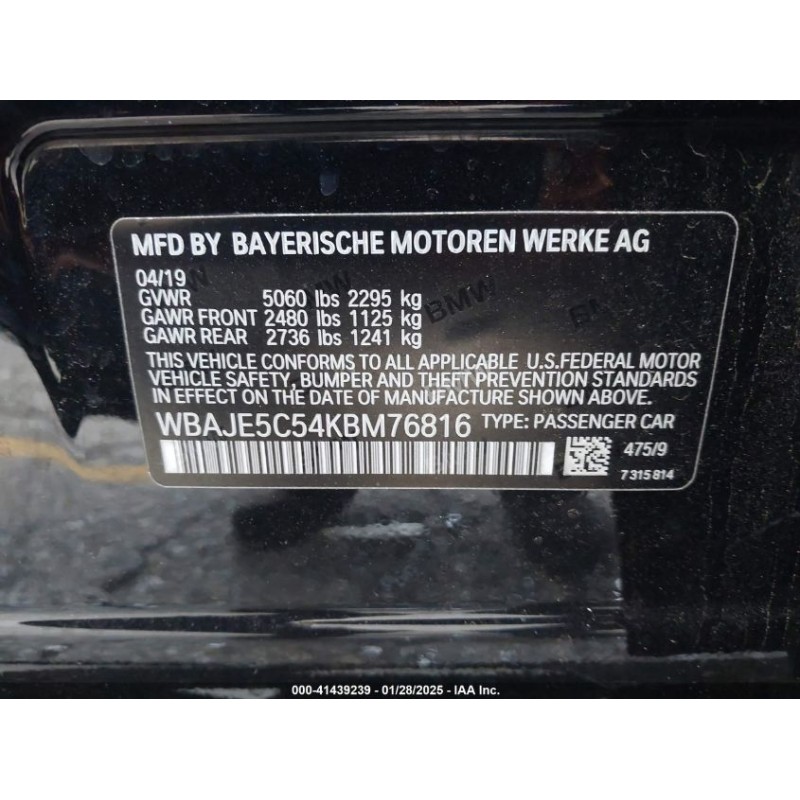 MFD BY BAYERISCHE MOTOREN WERKE AG
04/19
GVWR 5060 lbs 2295 kg
GAWR FRONT 2480 lbs 1125 kg
GAWR REAR 2736 lbs 1241 kg
BMW
THIS VEHICLE CONFORMS TO ALL APPLICABLE U.S.FEDERAL MOTOR
VEHICLE SAFETY, BUMPER AND THEFT PREVENTION STANDARDS
IN EFFECT ON THE DATE OF MANUFACTURE SHOWN ABOVE.
WBAJE5C54KBM76816 TYPE: PASSENGER CAR
475/9
7315814
000-41439239 - 01/28/2025 - IAA Inc.